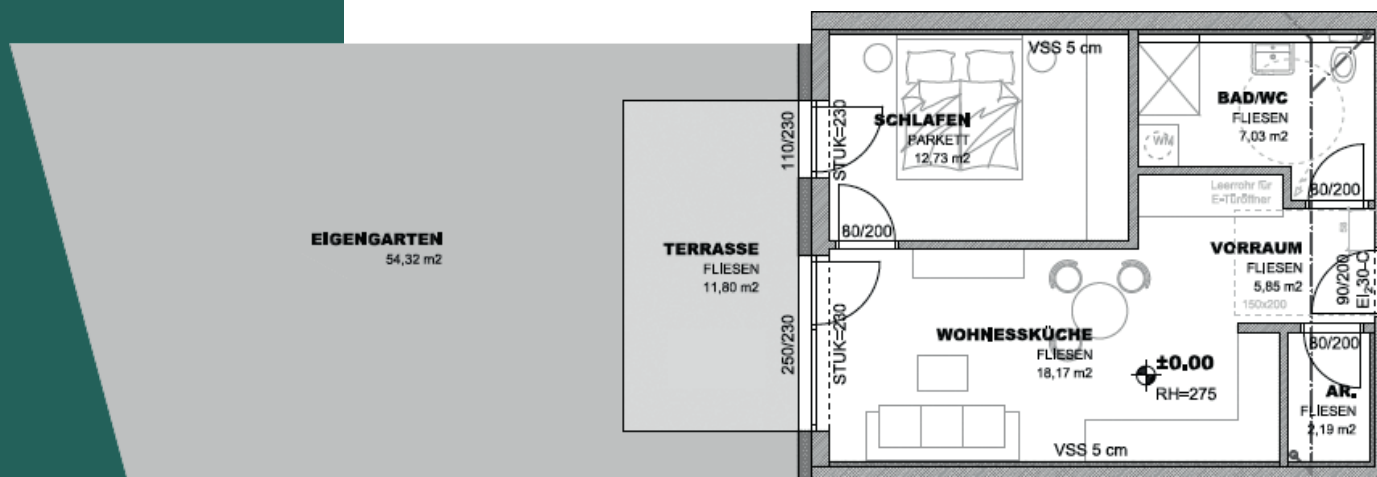 EIGENGARTEN
54,32 m2
TERRASSE
FLIESEN
11,80 m2
110/230
STUK=230
250/230
STUK=230
SCHLAFEN
PARKETT
12,73 m2
VSS 5 cm
80/200
BAD/WC
FLIESEN
7,03 m2
WM
80/200
Leerrohr für
E-Türöffner
VORRAUM
FLIESEN
5,85 m2
150x200
90/200
EI₂30-C
WOHNESSKÜCHE
FLIESEN
18,17 m2
±0.00
RH=275
VSS 5 cm
80/200
AR.
FLIESEN
2,19 m2